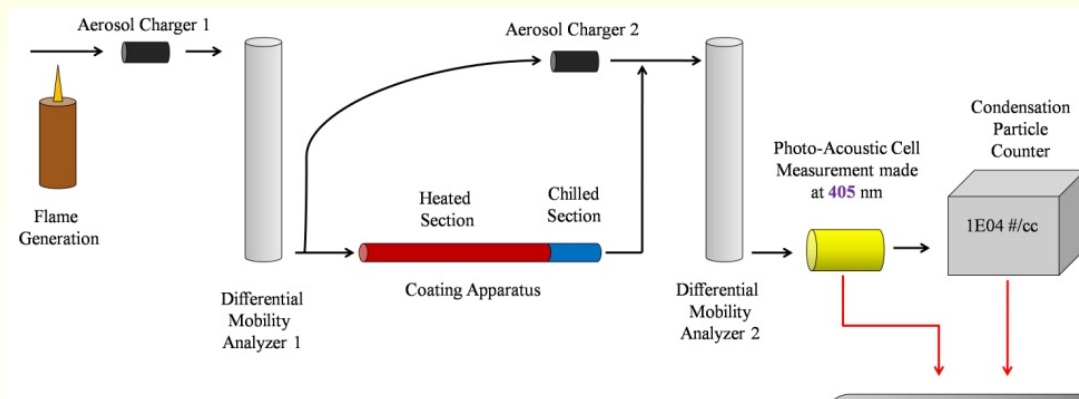 Aerosol Charger 1
Aerosol Charger 2
Condensation
Particle
Counter
Photo-Acoustic Cell
Measurement made
at 405 nm
1E04 #/cc
Flame
Generation
Heated
Section
Chilled
Section
Coating Apparatus
Differential
Mobility
Analyzer 1
Differential
Mobility
Analyzer 2